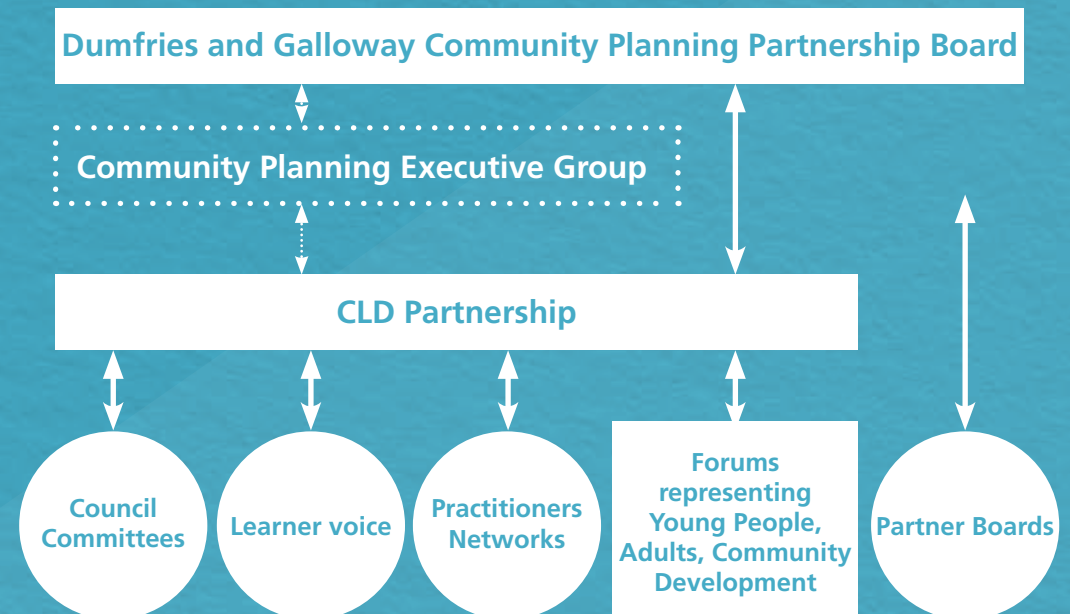 Dumfries and Galloway Community Planning Partnership Board
Community Planning Executive Group
CLD Partnership
Council
Committees
Learner voice
Practitioners
Networks
Forums
representing
Young People,
Adults, Community
Development
Partner Boards